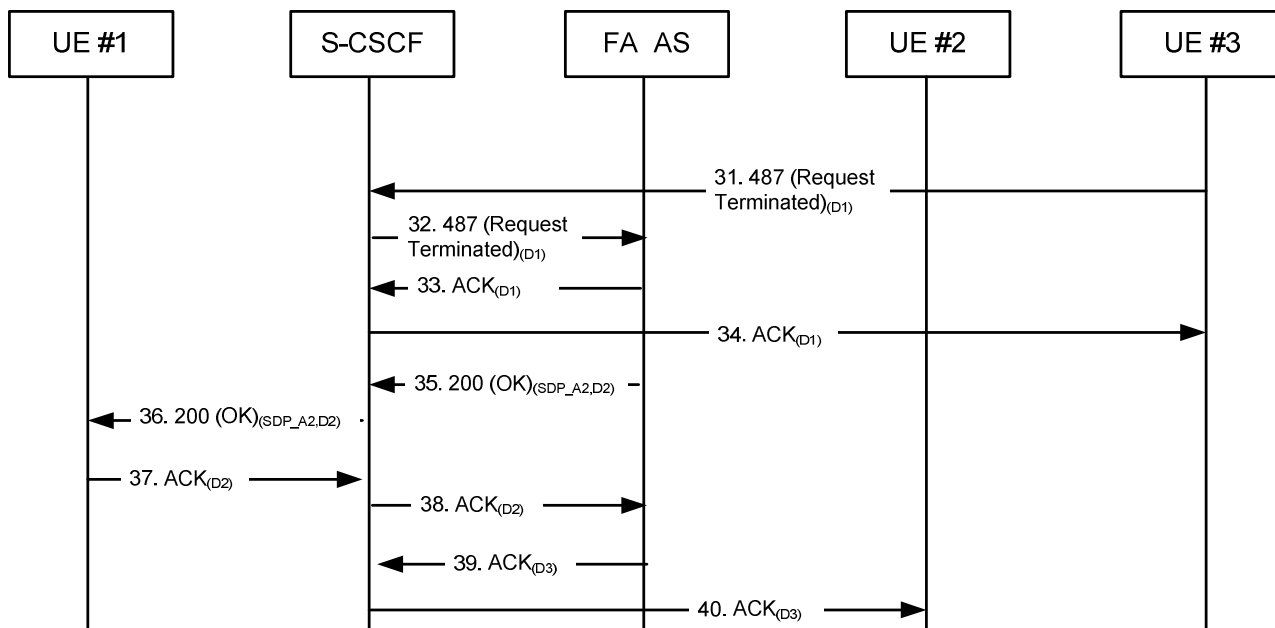 UE #1
S-CSCF
FA AS
UE #2
UE #3
31. 487 (Request
Terminated)(D1)
32. 487 (Request
Terminated)(D1)
33. ACK(D1)
34. ACK(D1)
35. 200 (OK)(SDP_A2,D2)
36. 200 (OK)(SDP_A2,D2)
37. ACK(D2)
38. ACK(D2)
39. ACK(D3)
40. ACK(D3)